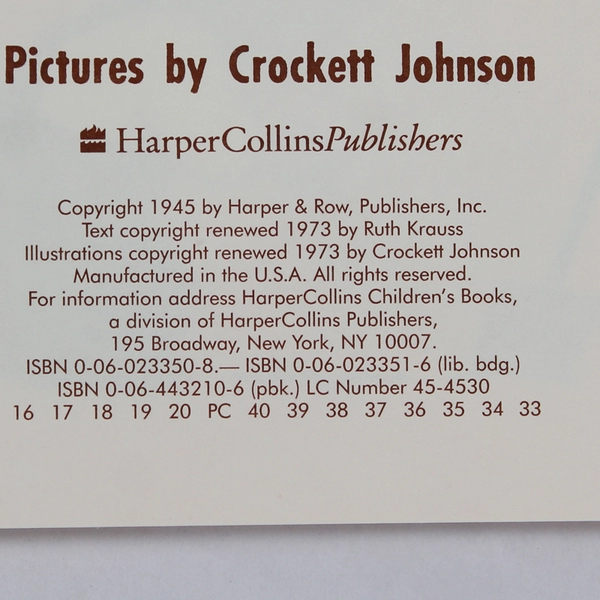 Pictures by Crockett Johnson
HarperCollinsPublishers
Copyright 1945 by Harper & Row, Publishers, Inc.
Text copyright renewed 1973 by Ruth Krauss
Illustrations copyright renewed 1973 by Crockett Johnson
Manufactured in the U.S.A. All rights reserved.
For information address HarperCollins Children's Books,
a division of HarperCollins Publishers,
195 Broadway, New York, NY 10007.
ISBN 0-06-023350-8.— ISBN 0-06-023351-6 (lib. bdg.)
ISBN 0-06-443210-6 (pbk.) LC Number 45-4530
16 17 18 19 20 PC 40 39 38 37 36 35 34 33